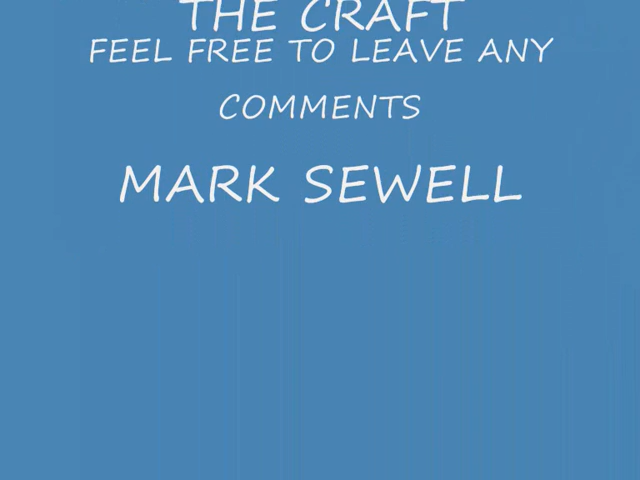 THE CRAFT
FEEL FREE TO LEAVE ANY
COMMENTS
MARK SEWELL